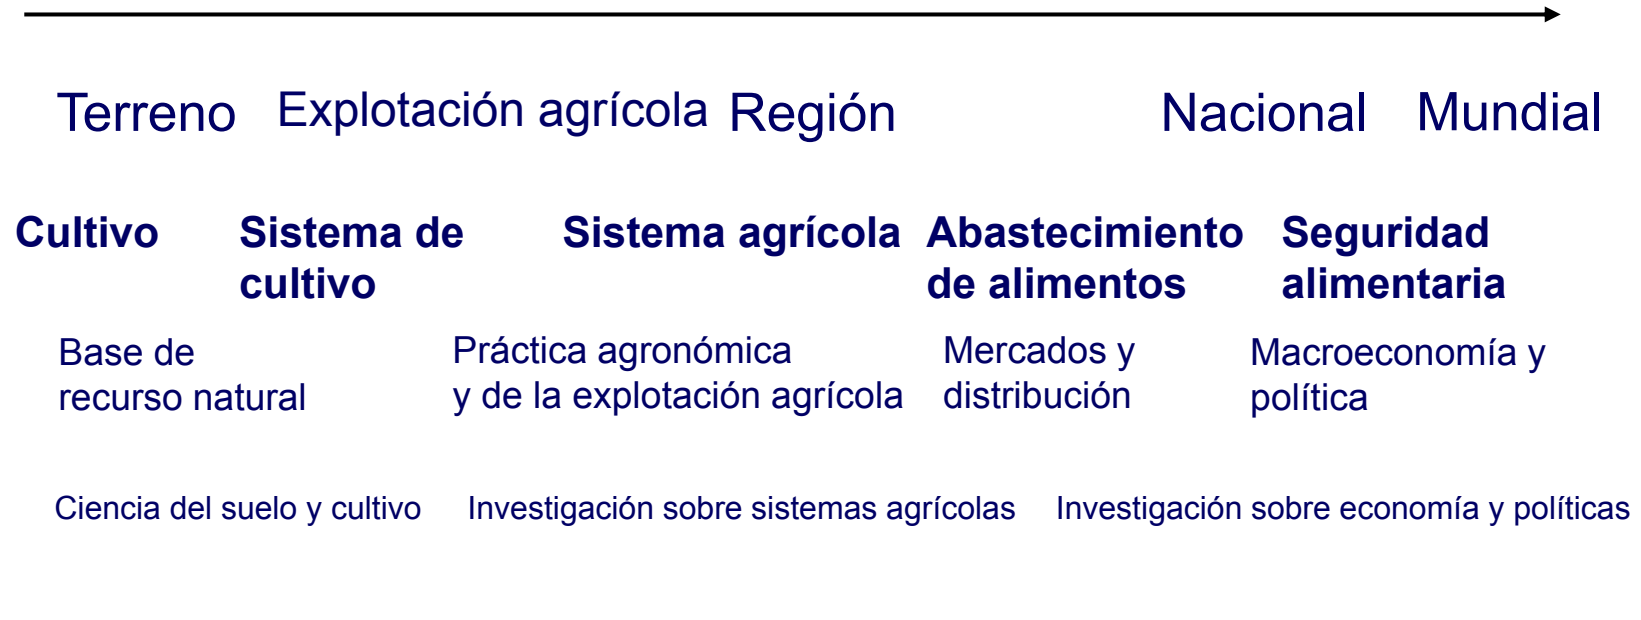 Terreno Explotación agrícola Región Nacional Mundial
Cultivo Sistema de Sistema agrícola Abastecimiento Seguridad
cultivo de alimentos alimentaria
Base de Práctica agronómica Mercados y Macroeconomía y
recurso natural y de la explotación agrícola distribución política
Ciencia del suelo y cultivo Investigación sobre sistemas agrícolas Investigación sobre economía y políticas